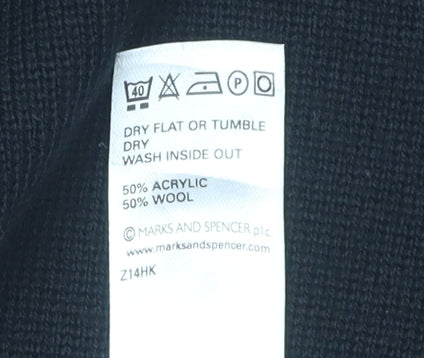 40
P
DRY FLAT OR TUMBLE
DRY
WASH INSIDE OUT
50% ACRYLIC
50% WOOL
© MARKS AND SPENCER plc
www.marksandspencer.com
Z14HK